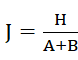 J = H / (A+B)